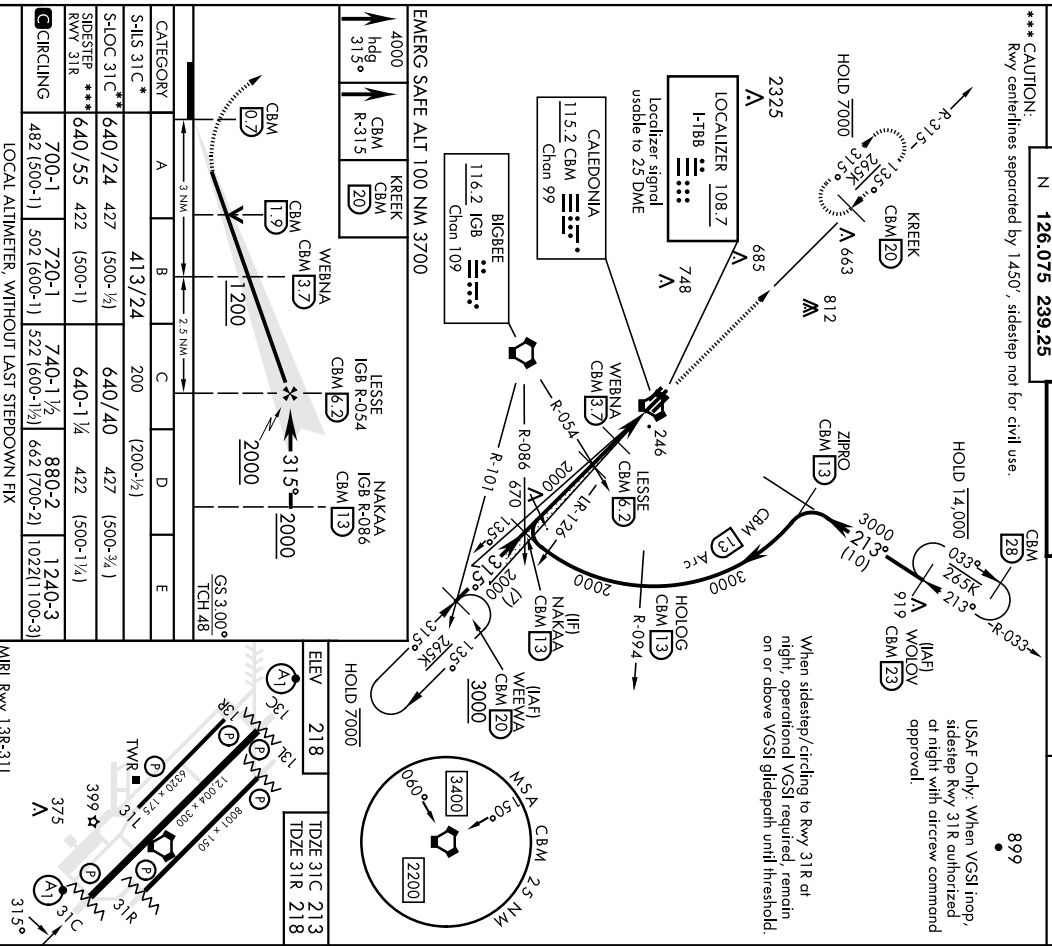 N 126.075 239.25
*** CAUTION:
Rwy centerlines separated by 1450', sidestep not for civil use.
HOLD 7000
R-315
135°
265K
315°
KREEK
CBM 20
663
812
2325
LOCALIZER 108.7
I-TBB
Localizer signal
usable to 25 DME
685
748
CALEDONIA
115.2 CBM
Chan 99
BIGBEE
116.2 IGB
Chan 109
246
WEBNA
CBM 3.7
LESSE
CBM 6.2
R-054
R-086
R-101
LR-126
2000
670
135°
315°
2000
(7)
(IF)
NAKAA
CBM 13
2000
HOLOG
CBM 13
R-094
CBM 13 Arc
3000
ZIPRO
CBM 13
HOLD 14,000
3000
213°
(10)
033°
265K
213°
CBM
28
R-033
919
(IAF)
WOLOV
CBM 23
899
USAF Only: When VGSI inop,
sidestep Rwy 31R authorized
at night with aircrew command
approval.
When sidestep/circling to Rwy 31R at
night, operational VGSI required, remain
on or above VGSI glidepath until threshold.
(IAF)
WEEWA
CBM 20
3000
315°
265K
135°
HOLD 7000
MSA CBM 25 NM
150°
3400
060°
2200
EMERG SAFE ALT 100 NM 3700
4000
hdg
315°
CBM
R-315
KREEK
CBM
20
CBM
0.7
CBM
1.9
WEBNA
CBM 3.7
1200
LESSE
IGB R-054
CBM 6.2
2000
315°
NAKAA
IGB R-086
CBM 13
2000
GS 3.00°
TCH 48
3 NM
2.5 NM
CATEGORY A B C D E
S-ILS 31C * 413/24 200 (200-½)
S-LOC 31C ** 640/24 427 (500-½) 640/40 427 (500-¾)
SIDESTEP ***
RWY 31R 640/55 422 (500-1) 640-1¼ 422 (500-1¼)
C CIRCLING 700-1 720-1 740-1½ 880-2 1240-3
482 (500-1) 502 (600-1) 522 (600-1½) 662 (700-2) 1022(1100-3)
LOCAL ALTIMETER, WITHOUT LAST STEPDOWN FIX
ELEV 218
TDZE 31C 213
TDZE 31R 218
A1
13C
13R
13L
P
P
P
TWR
P
6320 x 175
12,004 x 300
8001 x 150
31L
399
375
P
P
A1
31C
31R
315°
MIRL Rwy 13R-31L